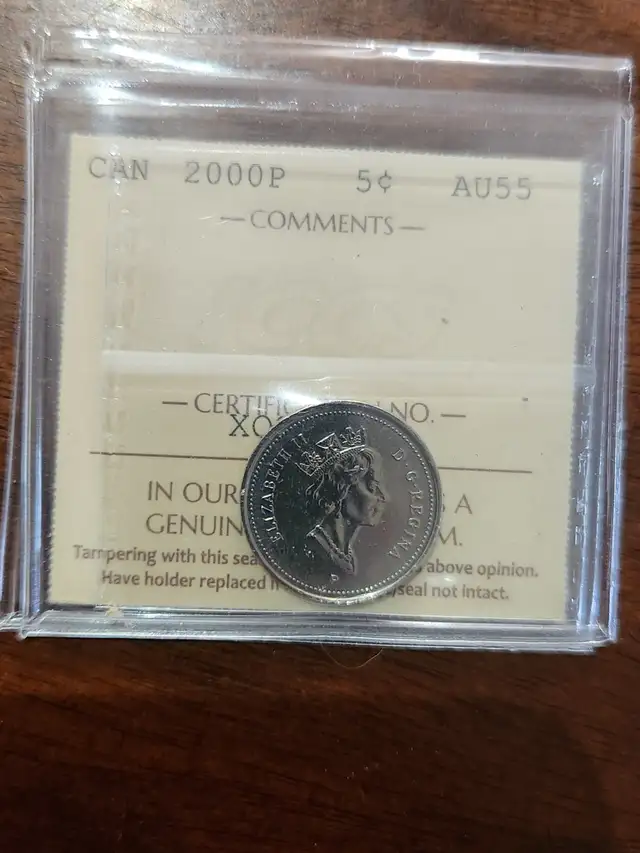 CAN 2000P 5¢ AU55
— COMMENTS —
— NO. —
XO
IN OUR A
GENUIN M.
Tampering with this sea above opinion.
Have holder replaced /seal not intact.
ELIZABETH II D·G·REGINA
P